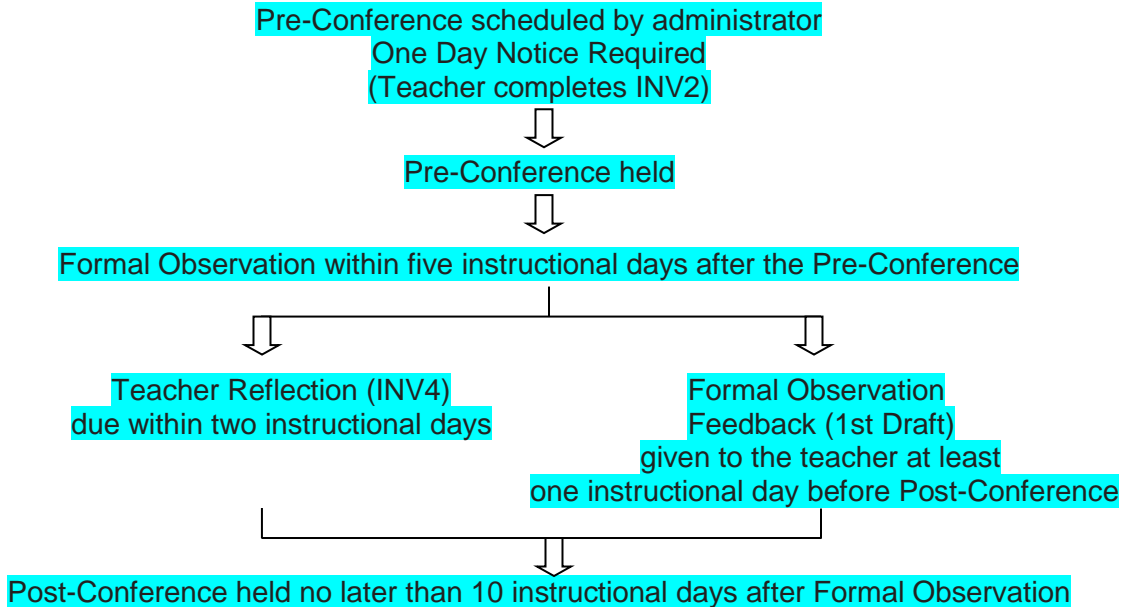 Pre-Conference scheduled by administrator
One Day Notice Required
(Teacher completes INV2)
Pre-Conference held
Formal Observation within five instructional days after the Pre-Conference
Teacher Reflection (INV4)
due within two instructional days
Formal Observation
Feedback (1st Draft)
given to the teacher at least
one instructional day before Post-Conference
Post-Conference held no later than 10 instructional days after Formal Observation